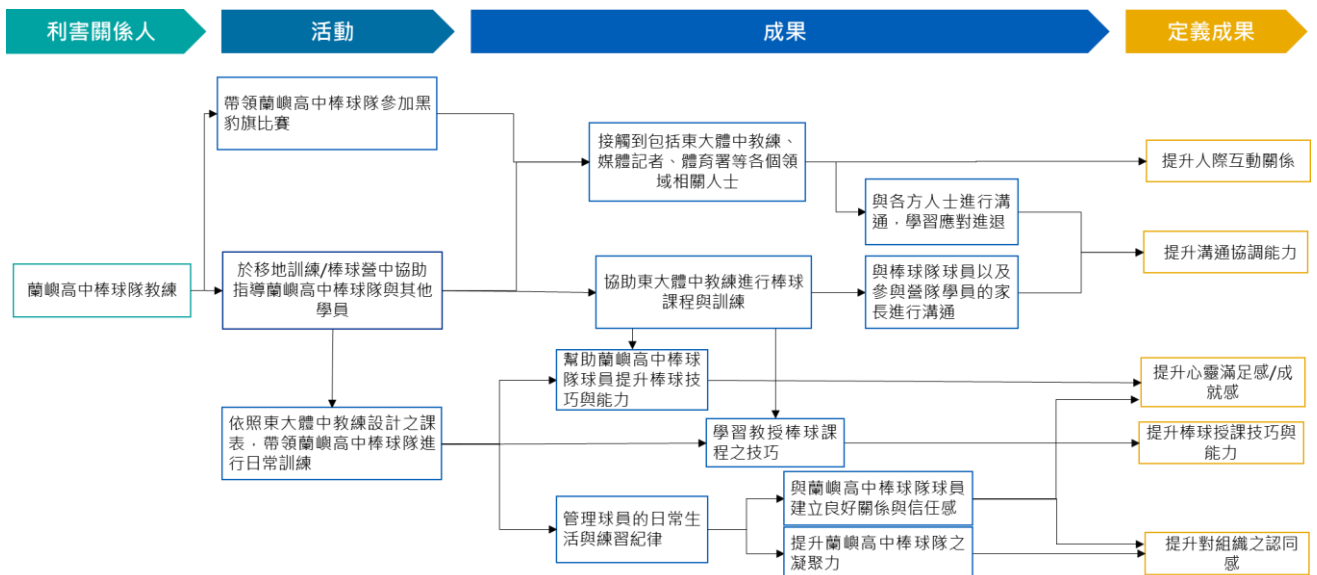 利害關係人
活動
成果
定義成果
帶領蘭嶼高中棒球隊參加黑
豹旗比賽
接觸到包括東大體中教練、
媒體記者、體育署等各個領
域相關人士
提升人際互動關係
與各方人士進行溝
通，學習應對進退
提升溝通協調能力
蘭嶼高中棒球隊教練
於移地訓練/棒球營中協助
指導蘭嶼高中棒球隊與其他
學員
協助東大體中教練進行棒球
課程與訓練
與棒球隊球員以及
參與營隊學員的家
長進行溝通
幫助蘭嶼高中棒球
隊球員提升棒球技
巧與能力
提升心靈滿足感/成
就感
依照東大體中教練設計之課
表，帶領蘭嶼高中棒球隊進
行日常訓練
學習教授棒球課
程之技巧
提升棒球授課技巧與
能力
管理球員的日常生
活與練習紀律
與蘭嶼高中棒球隊球員
建立良好關係與信任感
提升蘭嶼高中棒球隊之
凝聚力
提升對組織之認同
感